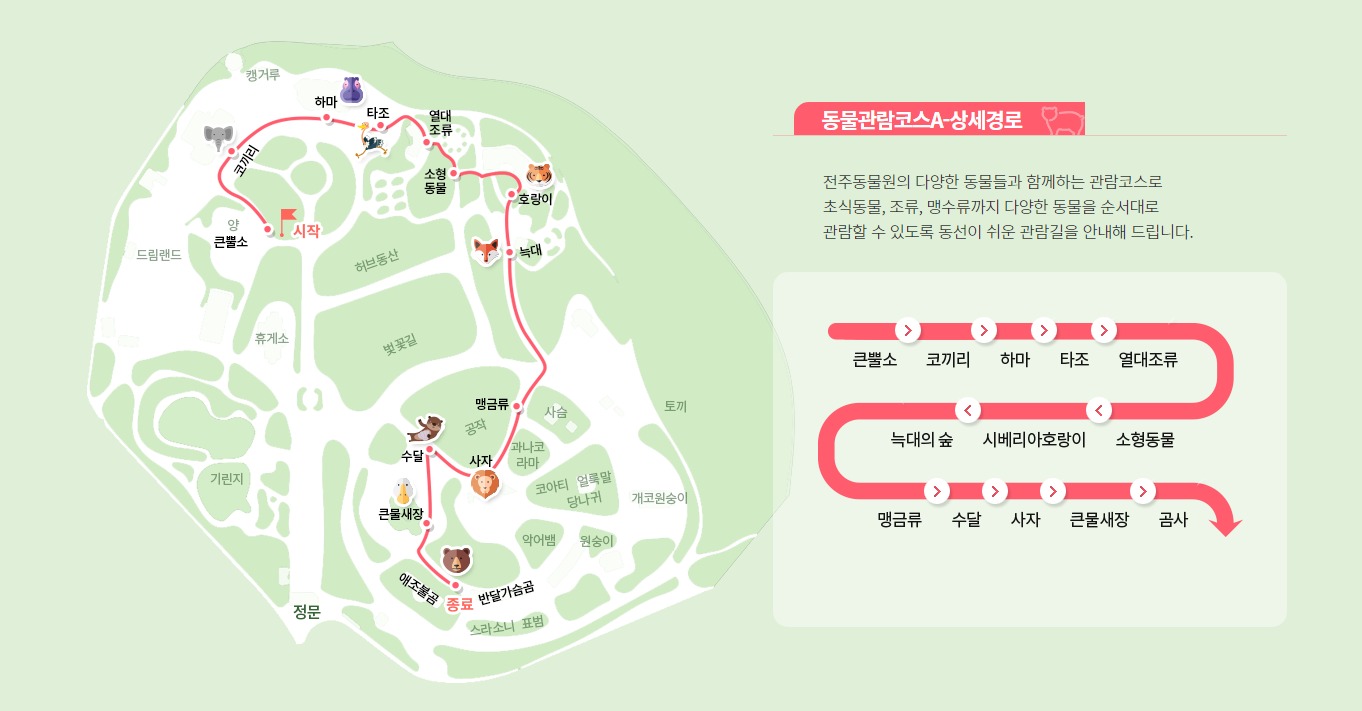 캥거루
하마
타조
열대
조류
코끼리
소형
동물
호랑이
양
큰뿔소
시작
늑대
드림랜드
허브동산
휴게소
벚꽃길
맹금류
사슴
토끼
공작
과나코
라마
수달
사자
코아티
얼룩말
당나귀
기린지
큰물새장
개코원숭이
악어뱀
원숭이
애조불곰
종료
반달가슴곰
정문
스라소니 표범
동물관람코스A-상세경로
전주동물원의 다양한 동물들과 함께하는 관람코스로
초식동물, 조류, 맹수류까지 다양한 동물을 순서대로
관람할 수 있도록 동선이 쉬운 관람길을 안내해 드립니다.
큰뿔소 코끼리 하마 타조 열대조류
늑대의 숲 시베리아호랑이 소형동물
맹금류 수달 사자 큰물새장 곰사